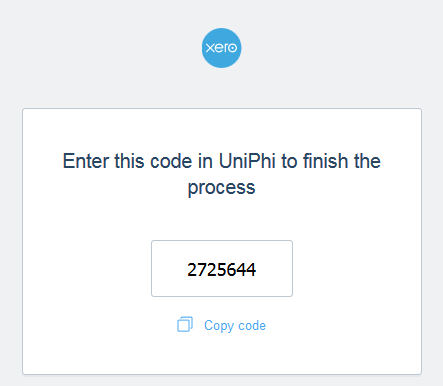 xero
Enter this code in UniPhi to finish the
process
2725644
Copy code